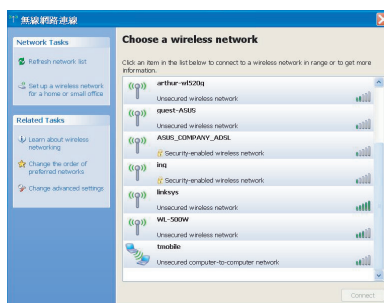 無線網路連線
Network Tasks
Refresh network list
Set up a wireless network
for a home or small office
Related Tasks
Learn about wireless
networking
Change the order of
preferred networks
Change advanced settings
Choose a wireless network
Click an item in the list below to connect to a wireless network in range or to get more
information.
arthur-wl520g
Unsecured wireless network
guest-ASUS
Unsecured wireless network
ASUS_COMPANY_ADSL
Security-enabled wireless network
inq
Security-enabled wireless network
linksys
Unsecured wireless network
WL-500W
Unsecured wireless network
tmobile
Unsecured computer-to-computer network
Connect